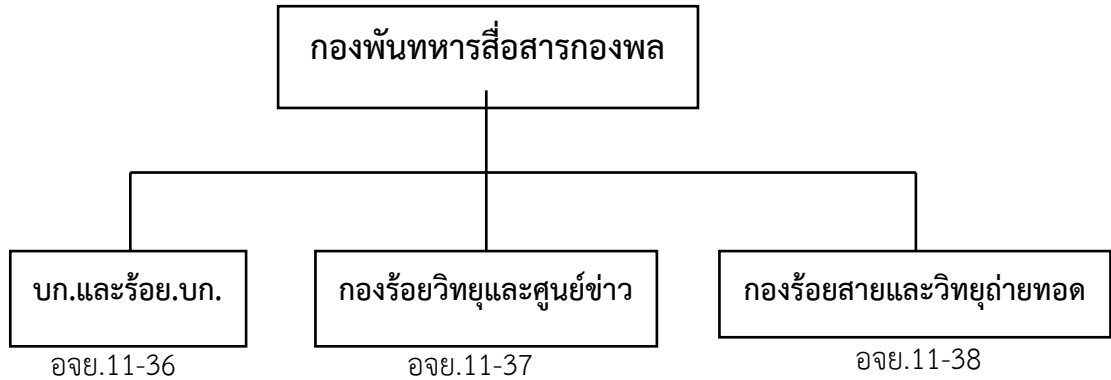 กองพันทหารสื่อสารกองพล
บก.และร้อย.บก.
กองร้อยวิทยุและศูนย์ข่าว
กองร้อยสายและวิทยุถ่ายทอด
อจย.11-36
อจย.11-37
อจย.11-38